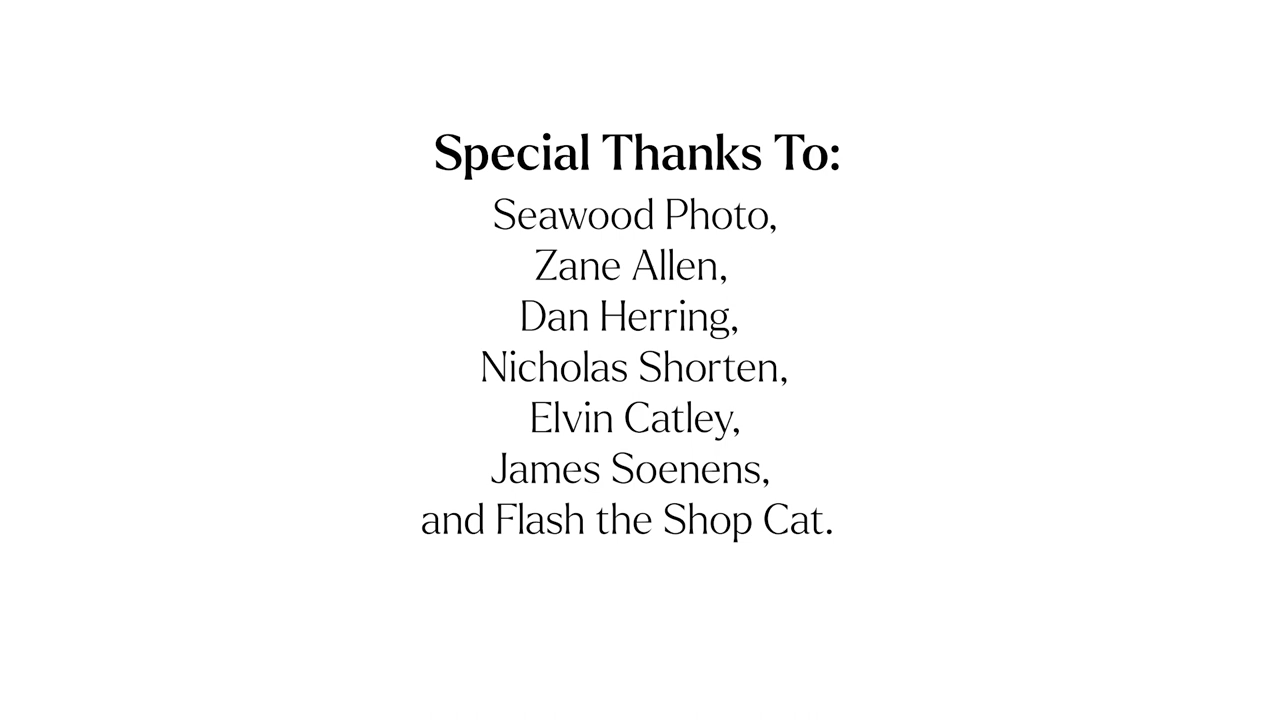 Special Thanks To:
Seawood Photo,
Zane Allen,
Dan Herring,
Nicholas Shorten,
Elvin Catley,
James Soenens,
and Flash the Shop Cat.